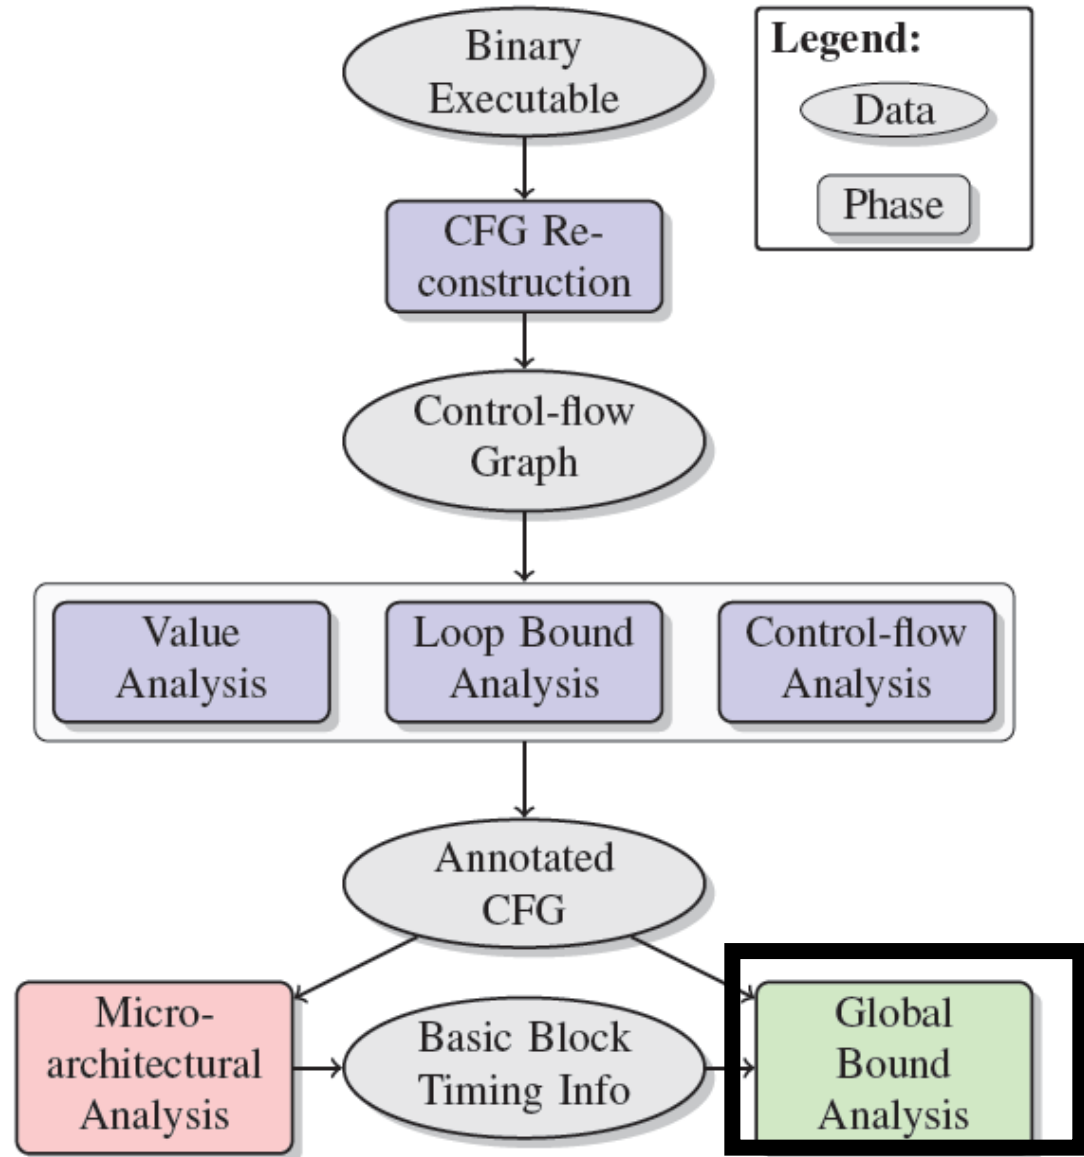 Binary
Executable
Legend:
Data
Phase
CFG Re-
construction
Control-flow
Graph
Value
Analysis
Loop Bound
Analysis
Control-flow
Analysis
Annotated
CFG
Micro-
architectural
Analysis
Basic Block
Timing Info
Global
Bound
Analysis